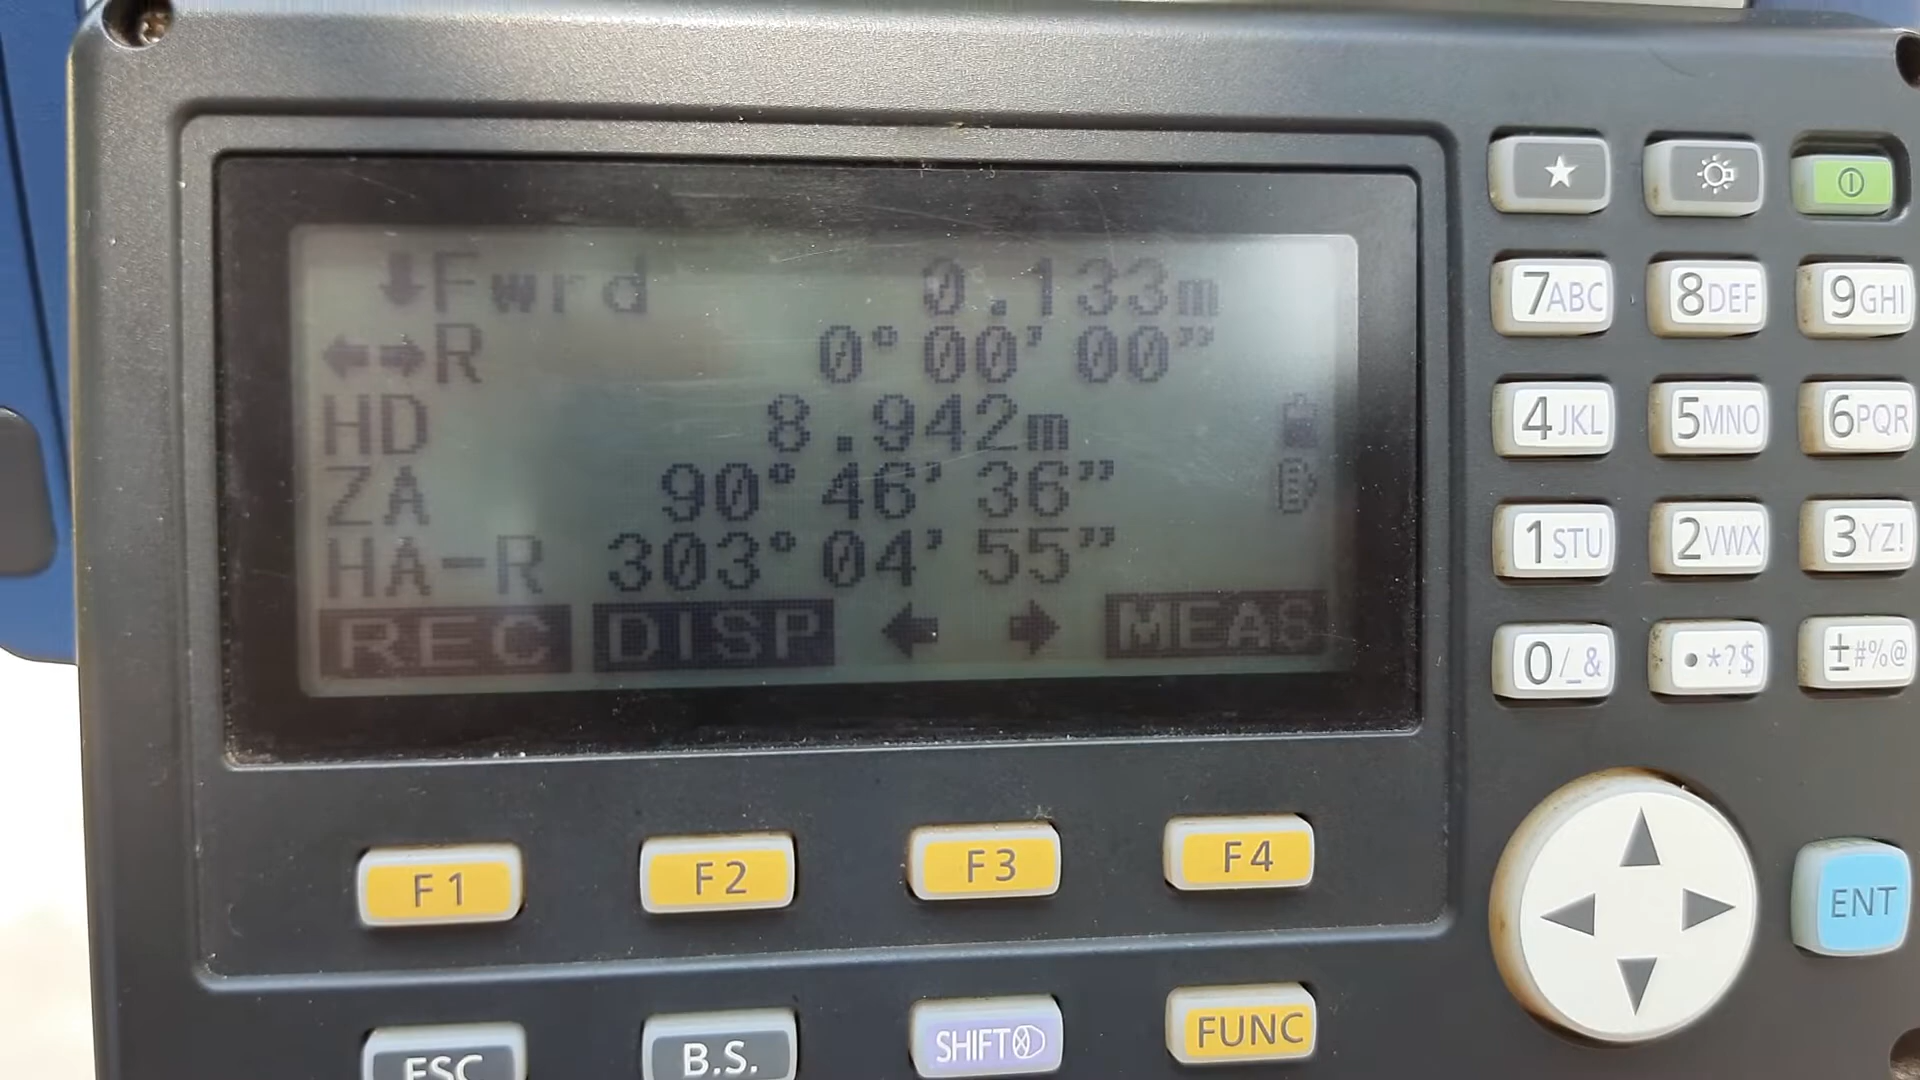 ↓Fwrd 0.133m
←→R 0°00'00"
HD 8.942m
ZA 90°46'36"
HA-R 303°04'55"
REC DISP ← → MEAS
★
7ABC 8DEF 9GHI
4JKL 5MNO 6PQR
1STU 2VWX 3YZ!
0/_& •*?$ ±#%@
F1 F2 F3 F4
ENT
ESC B.S. SHIFT FUNC